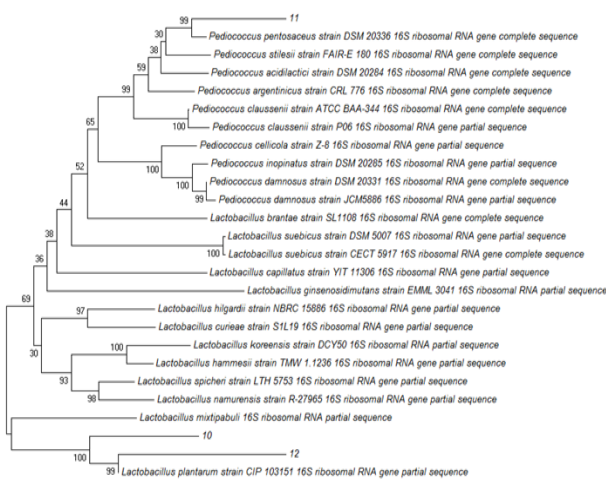 11
99
30
Pediococcus pentosaceus strain DSM 20336 16S ribosomal RNA gene complete sequence
38
Pediococcus stilesii strain FAIR-E 180 16S ribosomal RNA gene complete sequence
59
Pediococcus acidilactici strain DSM 20284 16S ribosomal RNA gene complete sequence
99
Pediococcus argentinicus strain CRL 776 16S ribosomal RNA gene complete sequence
Pediococcus claussenii strain ATCC BAA-344 16S ribosomal RNA gene complete sequence
65
100
Pediococcus claussenii strain P06 16S ribosomal RNA gene partial sequence
Pediococcus cellicola strain Z-8 16S ribosomal RNA gene partial sequence
100
52
Pediococcus inopinatus strain DSM 20285 16S ribosomal RNA gene partial sequence
100
Pediococcus damnosus strain DSM 20331 16S ribosomal RNA gene complete sequence
99
Pediococcus damnosus strain JCM5886 16S ribosomal RNA gene partial sequence
44
Lactobacillus brantae strain SL1108 16S ribosomal RNA gene complete sequence
38
Lactobacillus suebicus strain DSM 5007 16S ribosomal RNA gene partial sequence
100
Lactobacillus suebicus strain CECT 5917 16S ribosomal RNA gene complete sequence
36
Lactobacillus capillatus strain YIT 11306 16S ribosomal RNA gene partial sequence
Lactobacillus ginsenosidimutans strain EMML 3041 16S ribosomal RNA partial sequence
69
97
Lactobacillus hilgardii strain NBRC 15886 16S ribosomal RNA gene partial sequence
Lactobacillus curieae strain S1L19 16S ribosomal RNA gene partial sequence
30
100
Lactobacillus koreensis strain DCY50 16S ribosomal RNA gene partial sequence
Lactobacillus hammesii strain TMW 1.1236 16S ribosomal RNA gene partial sequence
93
Lactobacillus spicheri strain LTH 5753 16S ribosomal RNA gene partial sequence
98
Lactobacillus namurensis strain R-27965 16S ribosomal RNA gene partial sequence
Lactobacillus mixtipabuli 16S ribosomal RNA partial sequence
10
100
12
99
Lactobacillus plantarum strain CIP 103151 16S ribosomal RNA gene partial sequence